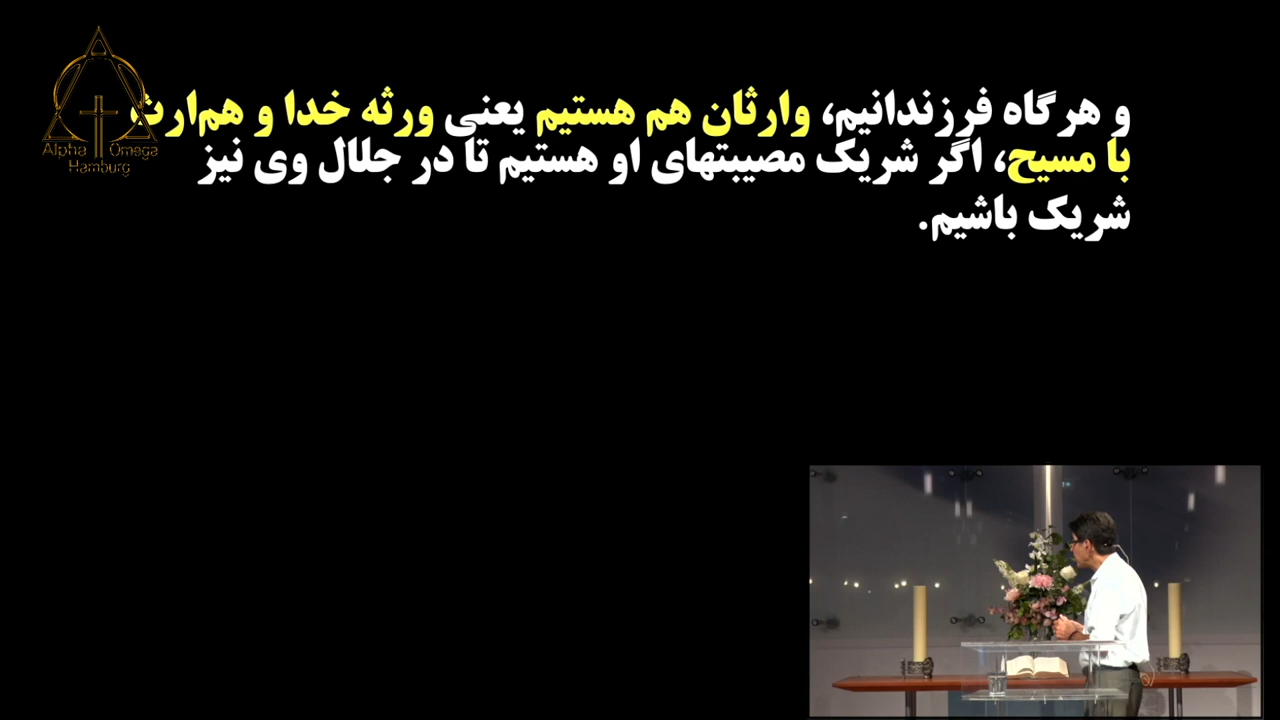 و هرگاه فرزندانیم، وارثان هم هستیم یعنی ورثه خدا و هم‌ارث
با مسیح، اگر شریک مصیبتهای او هستیم تا در جلال وی نیز
شریک باشیم.
Alpha Omega
Hamburg